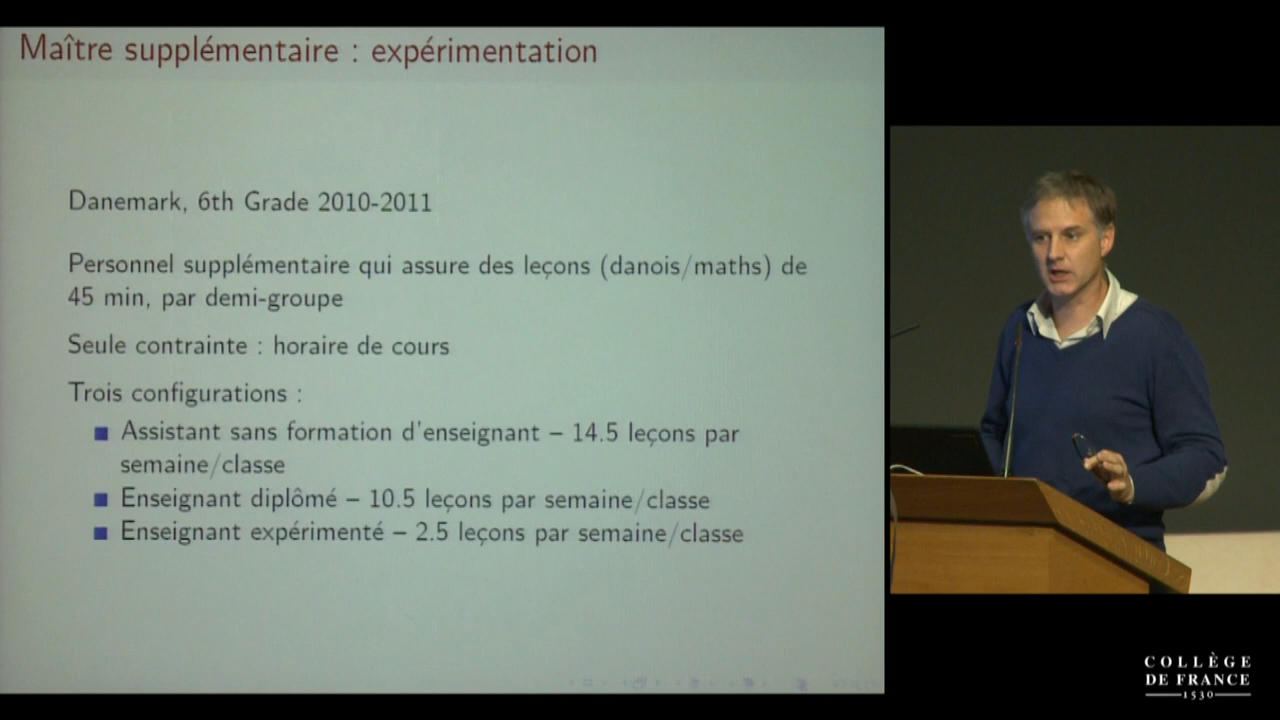 Maître supplémentaire : expérimentation
Danemark, 6th Grade 2010-2011
Personnel supplémentaire qui assure des leçons (danois/maths) de
45 min, par demi-groupe
Seule contrainte : horaire de cours
Trois configurations :
Assistant sans formation d'enseignant – 14.5 leçons par
semaine/classe
Enseignant diplômé – 10.5 leçons par semaine/classe
Enseignant expérimenté – 2.5 leçons par semaine/classe
COLLÈGE
DE FRANCE
1530